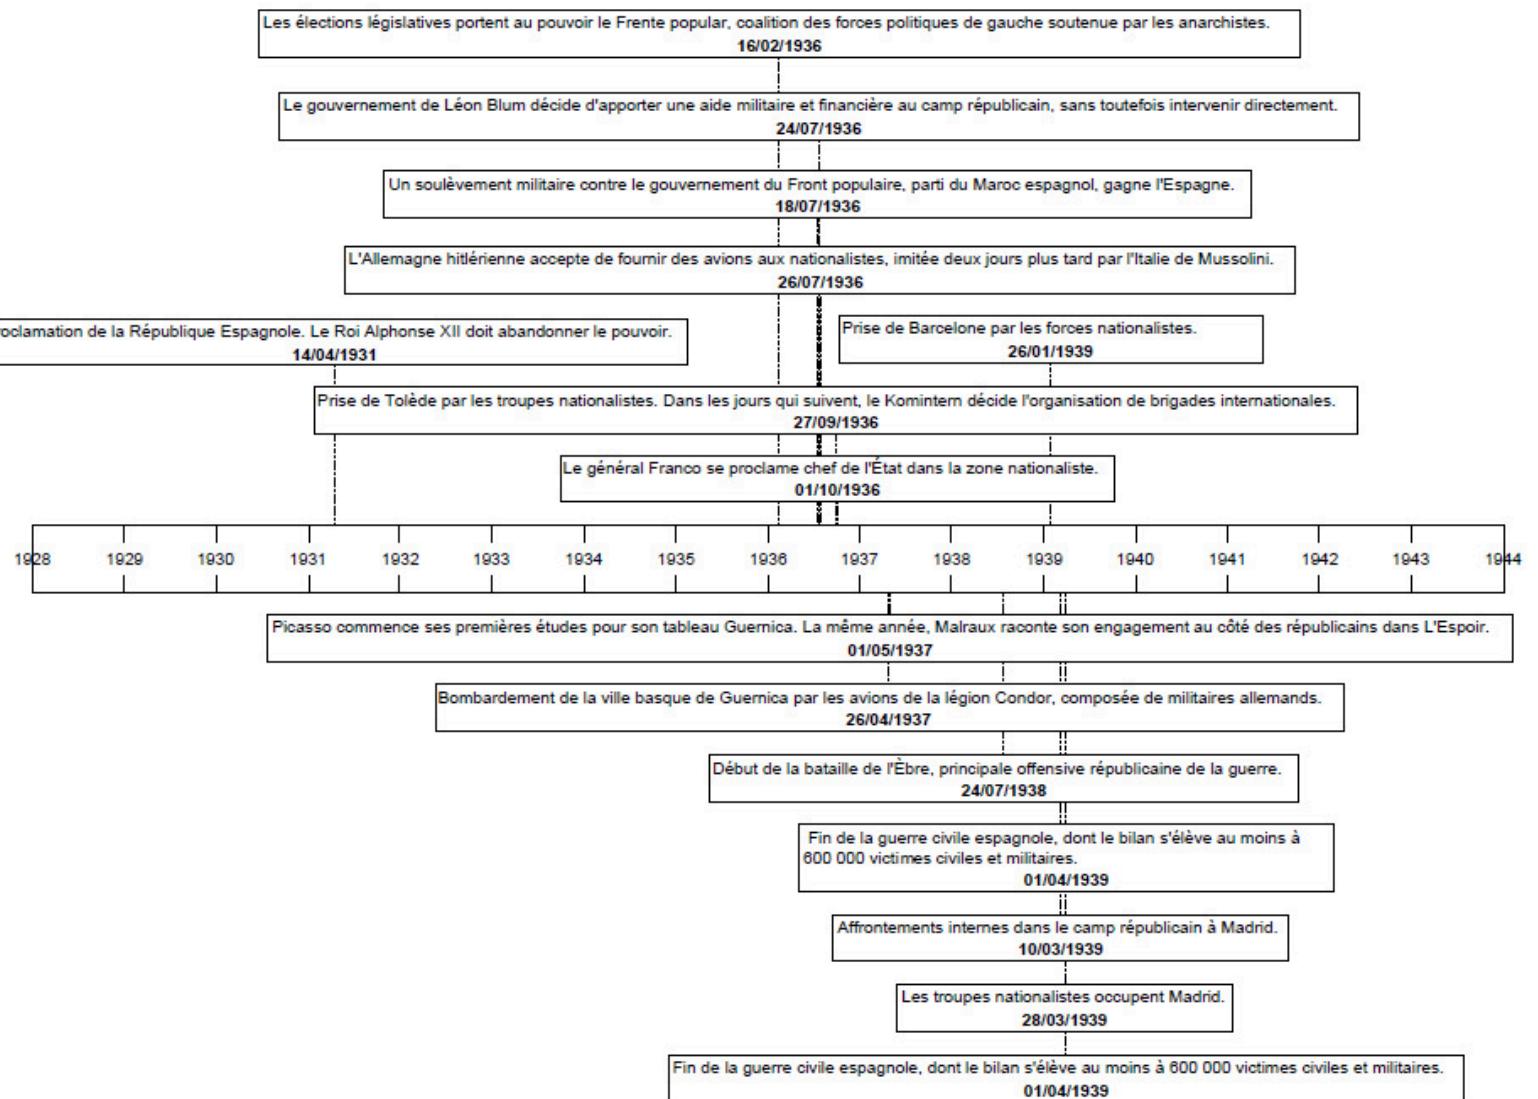 Les élections législatives portent au pouvoir le Frente popular, coalition des forces politiques de gauche soutenue par les anarchistes.
16/02/1936
Le gouvernement de Léon Blum décide d'apporter une aide militaire et financière au camp républicain, sans toutefois intervenir directement.
24/07/1936
Un soulèvement militaire contre le gouvernement du Front populaire, parti du Maroc espagnol, gagne l'Espagne.
18/07/1936
L'Allemagne hitlérienne accepte de fournir des avions aux nationalistes, imitée deux jours plus tard par l'Italie de Mussolini.
26/07/1936
roclamation de la République Espagnole. Le Roi Alphonse XII doit abandonner le pouvoir.
14/04/1931
Prise de Barcelone par les forces nationalistes.
26/01/1939
Prise de Tolède par les troupes nationalistes. Dans les jours qui suivent, le Komintern décide l'organisation de brigades internationales.
27/09/1936
Le général Franco se proclame chef de l'État dans la zone nationaliste.
01/10/1936
1928 1929 1930 1931 1932 1933 1934 1935 1936 1937 1938 1939 1940 1941 1942 1943 1944
Picasso commence ses premières études pour son tableau Guernica. La même année, Malraux raconte son engagement au côté des républicains dans L'Espoir.
01/05/1937
Bombardement de la ville basque de Guernica par les avions de la légion Condor, composée de militaires allemands.
26/04/1937
Début de la bataille de l'Èbre, principale offensive républicaine de la guerre.
24/07/1938
Fin de la guerre civile espagnole, dont le bilan s'élève au moins à
600 000 victimes civiles et militaires.
01/04/1939
Affrontements internes dans le camp républicain à Madrid.
10/03/1939
Les troupes nationalistes occupent Madrid.
28/03/1939
Fin de la guerre civile espagnole, dont le bilan s'élève au moins à 600 000 victimes civiles et militaires.
01/04/1939